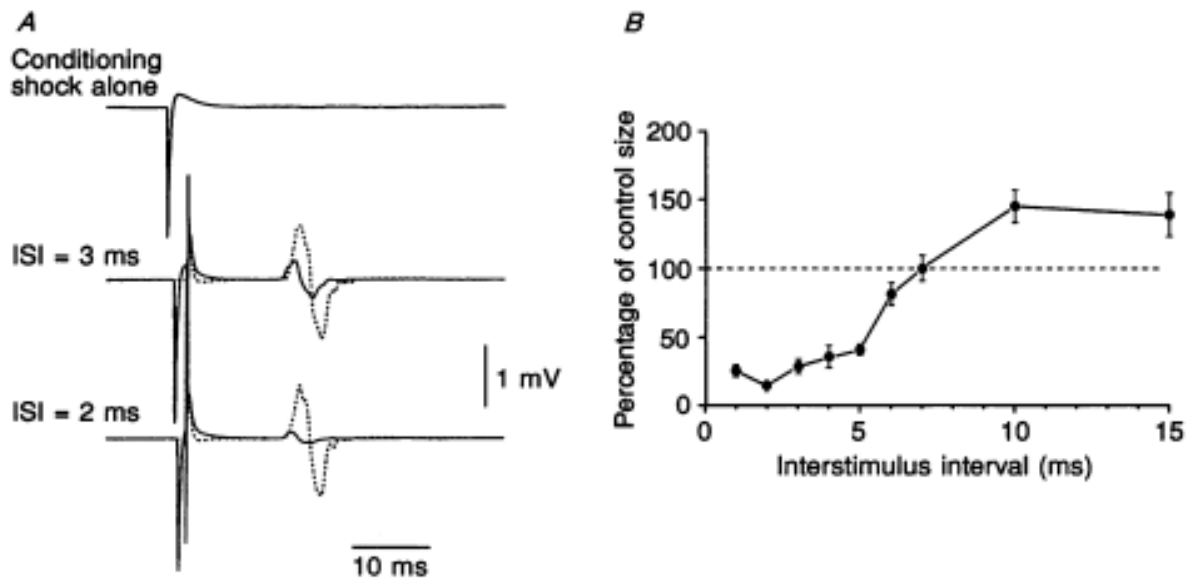 A
Conditioning
shock alone
ISI = 3 ms
1 mV
ISI = 2 ms
10 ms
B
Percentage of control size
200
150
100
50
0
0 5 10 15
Interstimulus interval (ms)